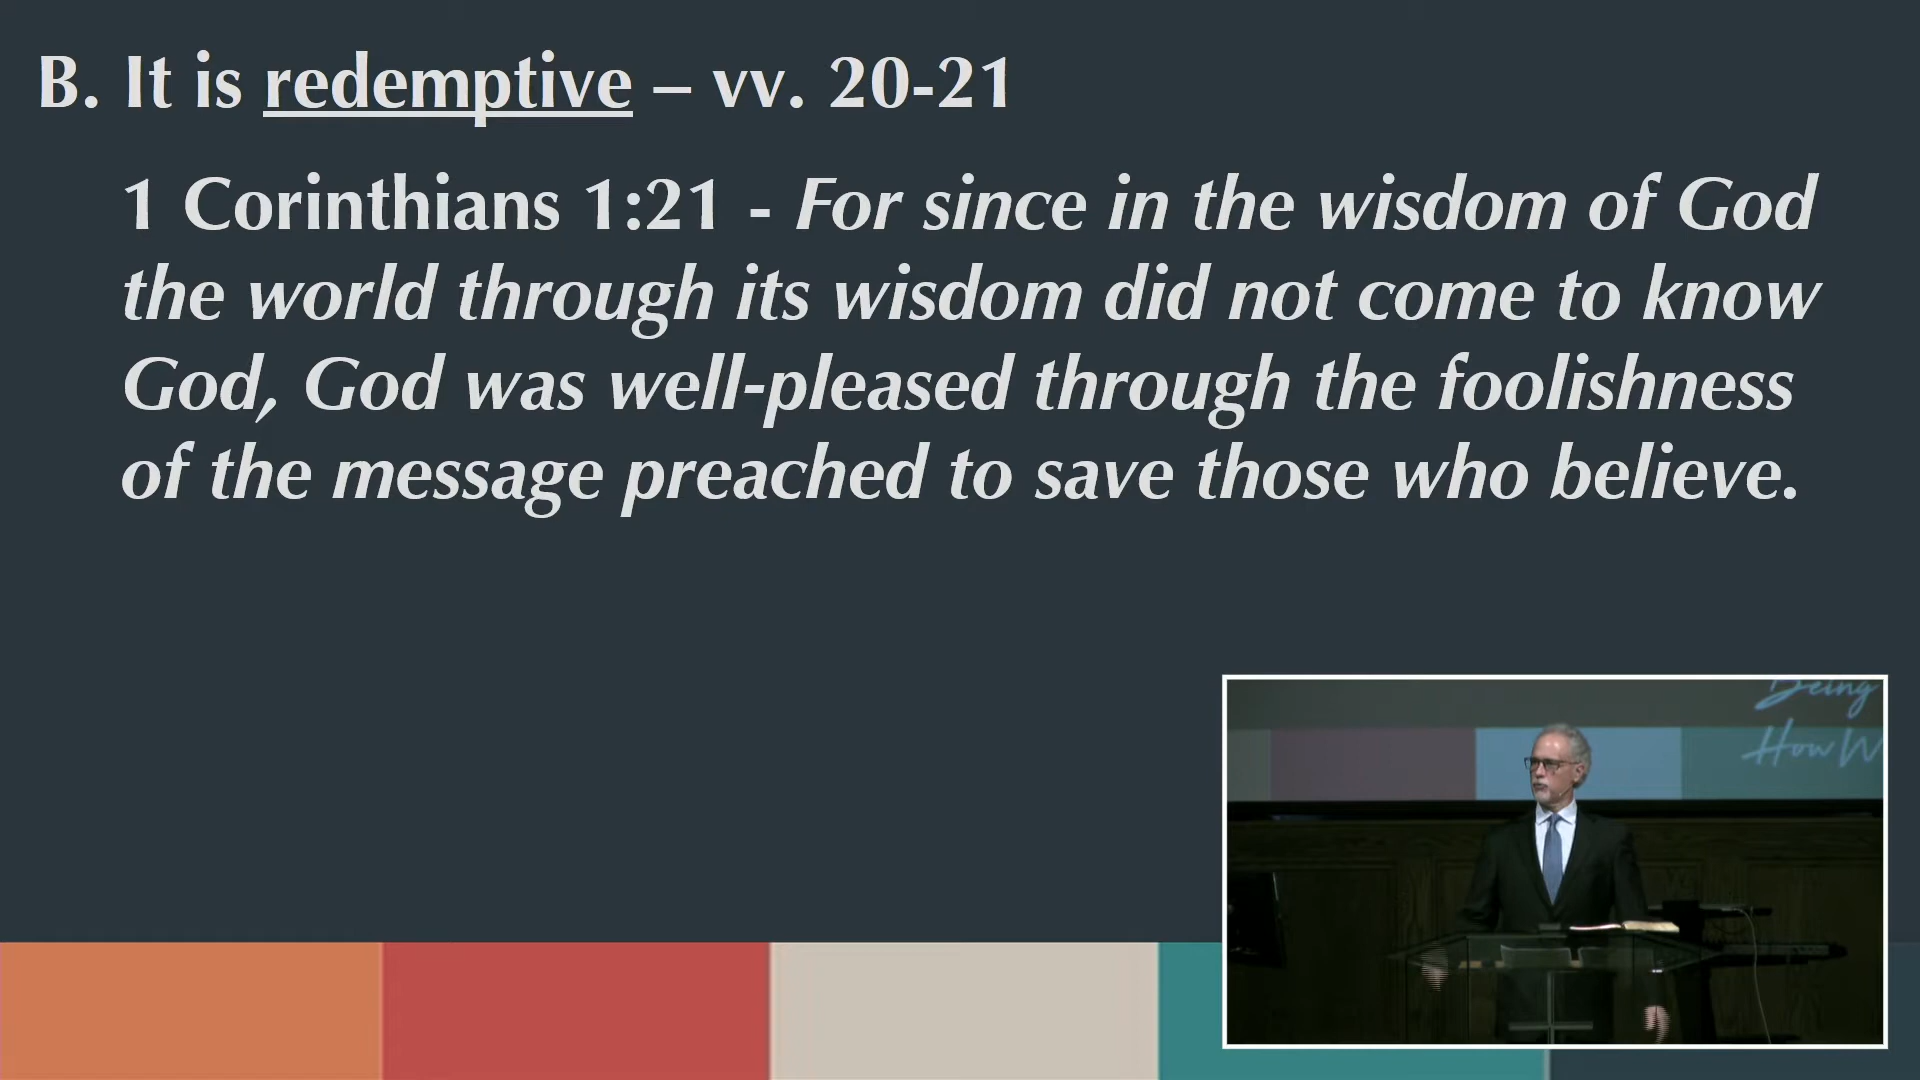 B. It is redemptive – vv. 20-21
1 Corinthians 1:21 - For since in the wisdom of God
the world through its wisdom did not come to know
God, God was well-pleased through the foolishness
of the message preached to save those who believe.
Being
How W